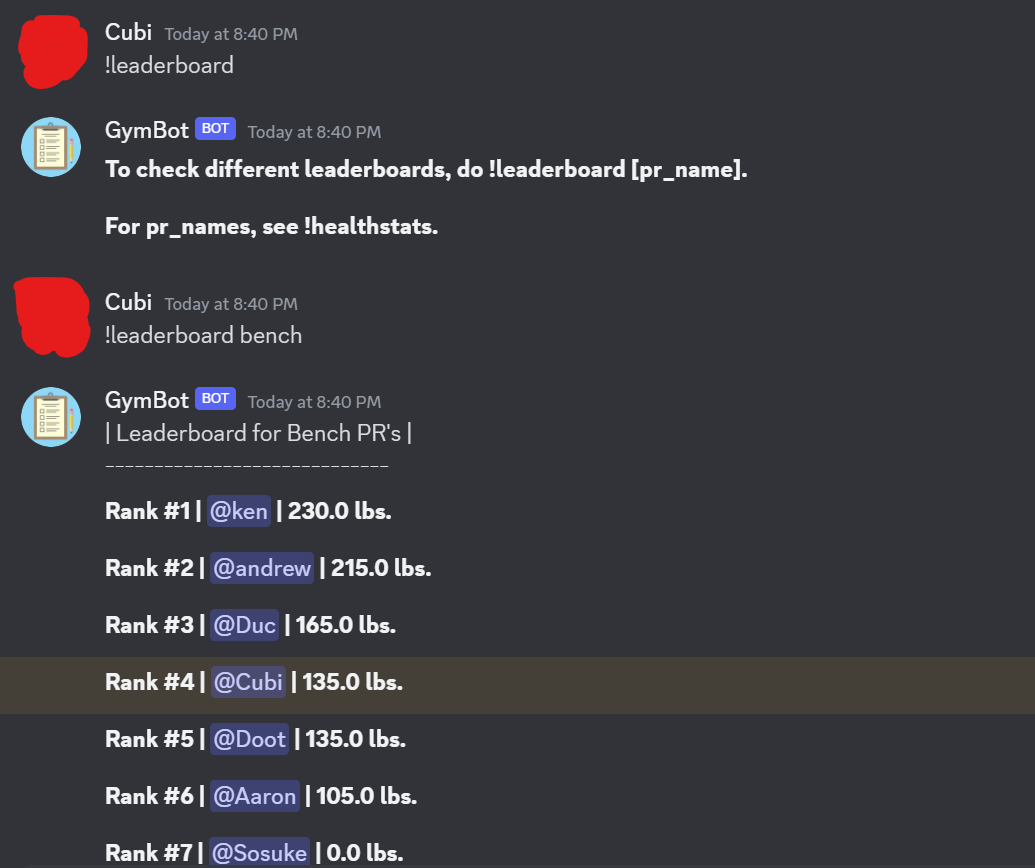 Cubi Today at 8:40 PM
!leaderboard
GymBot BOT Today at 8:40 PM
To check different leaderboards, do !leaderboard [pr_name].
For pr_names, see !healthstats.
Cubi Today at 8:40 PM
!leaderboard bench
GymBot BOT Today at 8:40 PM
| Leaderboard for Bench PR's |
-----------------------------
Rank #1 | @ken | 230.0 lbs.
Rank #2 | @andrew | 215.0 lbs.
Rank #3 | @Duc | 165.0 lbs.
Rank #4 | @Cubi | 135.0 lbs.
Rank #5 | @Doot | 135.0 lbs.
Rank #6 | @Aaron | 105.0 lbs.
Rank #7 | @Sosuke | 0.0 lbs.